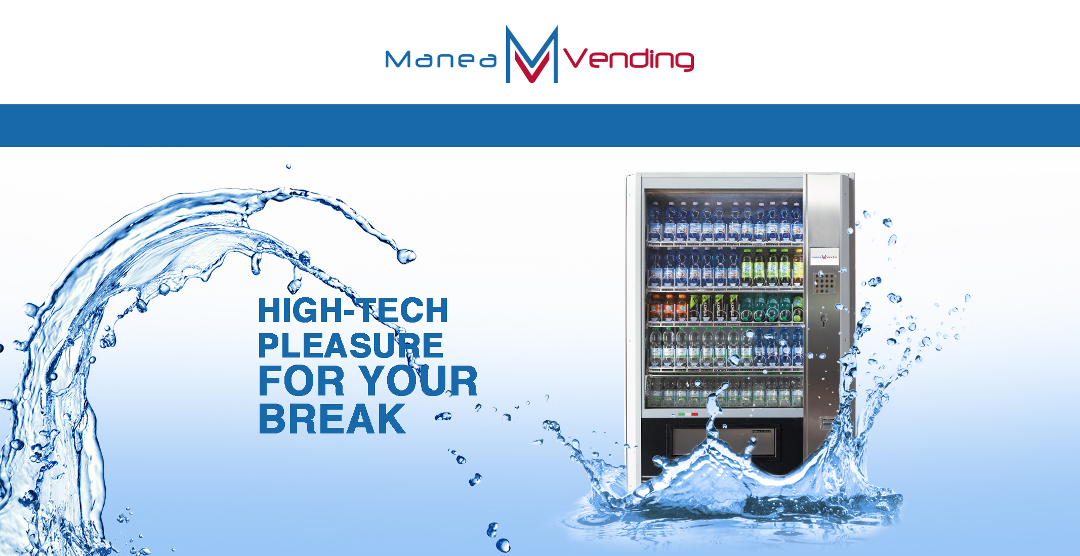 Manea Vending
HIGH-TECH
PLEASURE
FOR YOUR
BREAK